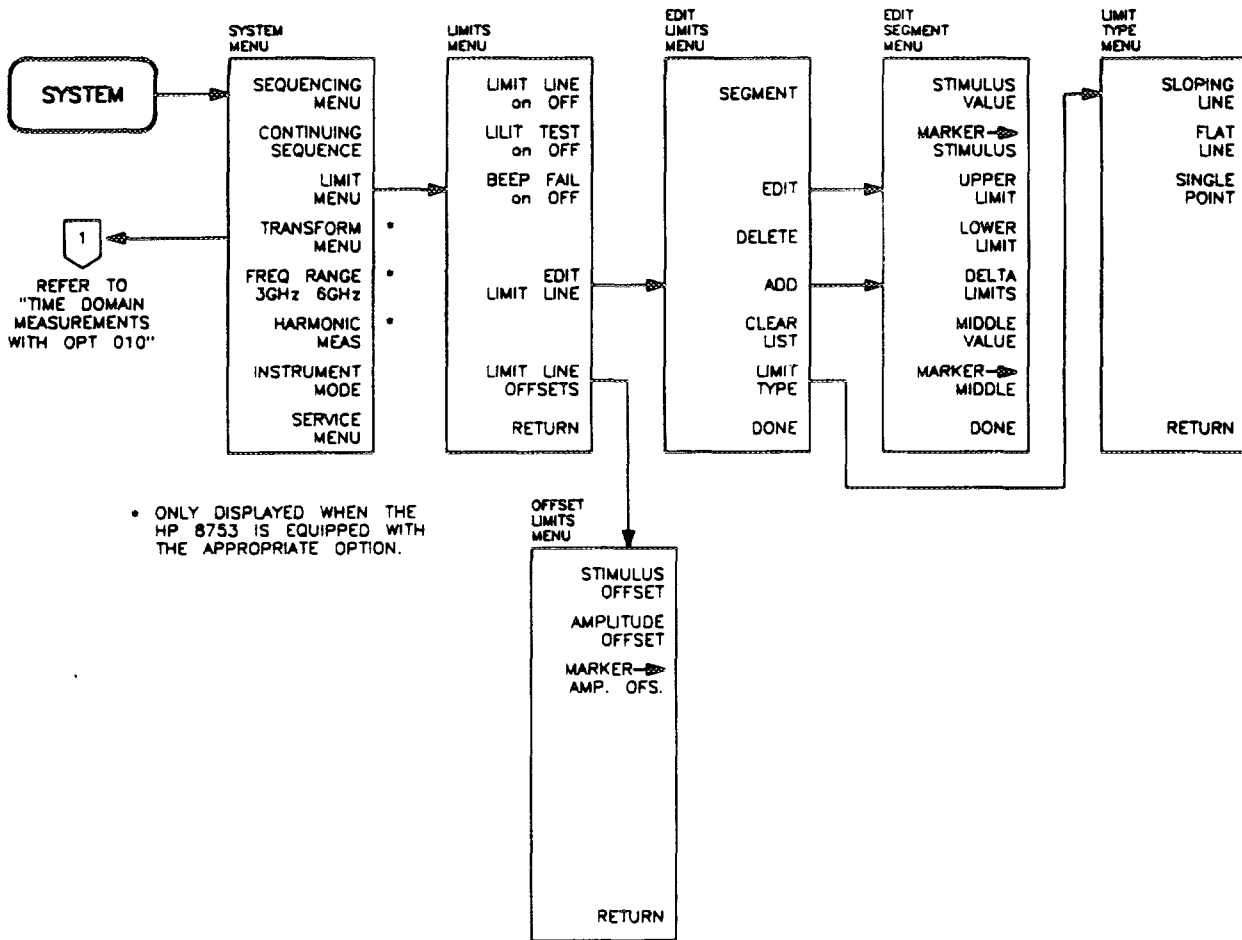 SYSTEM
SYSTEM
MENU
SEQUENCING
MENU
CONTINUING
SEQUENCE
LIMIT
MENU
TRANSFORM *
MENU
FREQ RANGE *
3GHz 6GHz
HARMONIC *
MEAS
INSTRUMENT
MODE
SERVICE
MENU
1
REFER TO
"TIME DOMAIN
MEASUREMENTS
WITH OPT 010"
* ONLY DISPLAYED WHEN THE
HP 8753 IS EQUIPPED WITH
THE APPROPRIATE OPTION.
LIMITS
MENU
LIMIT LINE
on OFF
LILIT TEST
on OFF
BEEP FAIL
on OFF
EDIT
LIMIT LINE
LIMIT LINE
OFFSETS
RETURN
EDIT
LIMITS
MENU
SEGMENT
EDIT
DELETE
ADD
CLEAR
LIST
LIMIT
TYPE
DONE
EDIT
SEGMENT
MENU
STIMULUS
VALUE
MARKER→
STIMULUS
UPPER
LIMIT
LOWER
LIMIT
DELTA
LIMITS
MIDDLE
VALUE
MARKER→
MIDDLE
DONE
LIMIT
TYPE
MENU
SLOPING
LINE
FLAT
LINE
SINGLE
POINT
RETURN
OFFSET
LIMITS
MENU
STIMULUS
OFFSET
AMPLITUDE
OFFSET
MARKER→
AMP. OFS.
RETURN